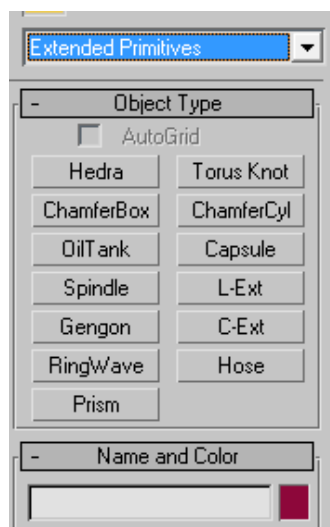 Extended Primitives
- Object Type
AutoGrid
Hedra Torus Knot
ChamferBox ChamferCyl
OilTank Capsule
Spindle L-Ext
Gengon C-Ext
RingWave Hose
Prism
- Name and Color